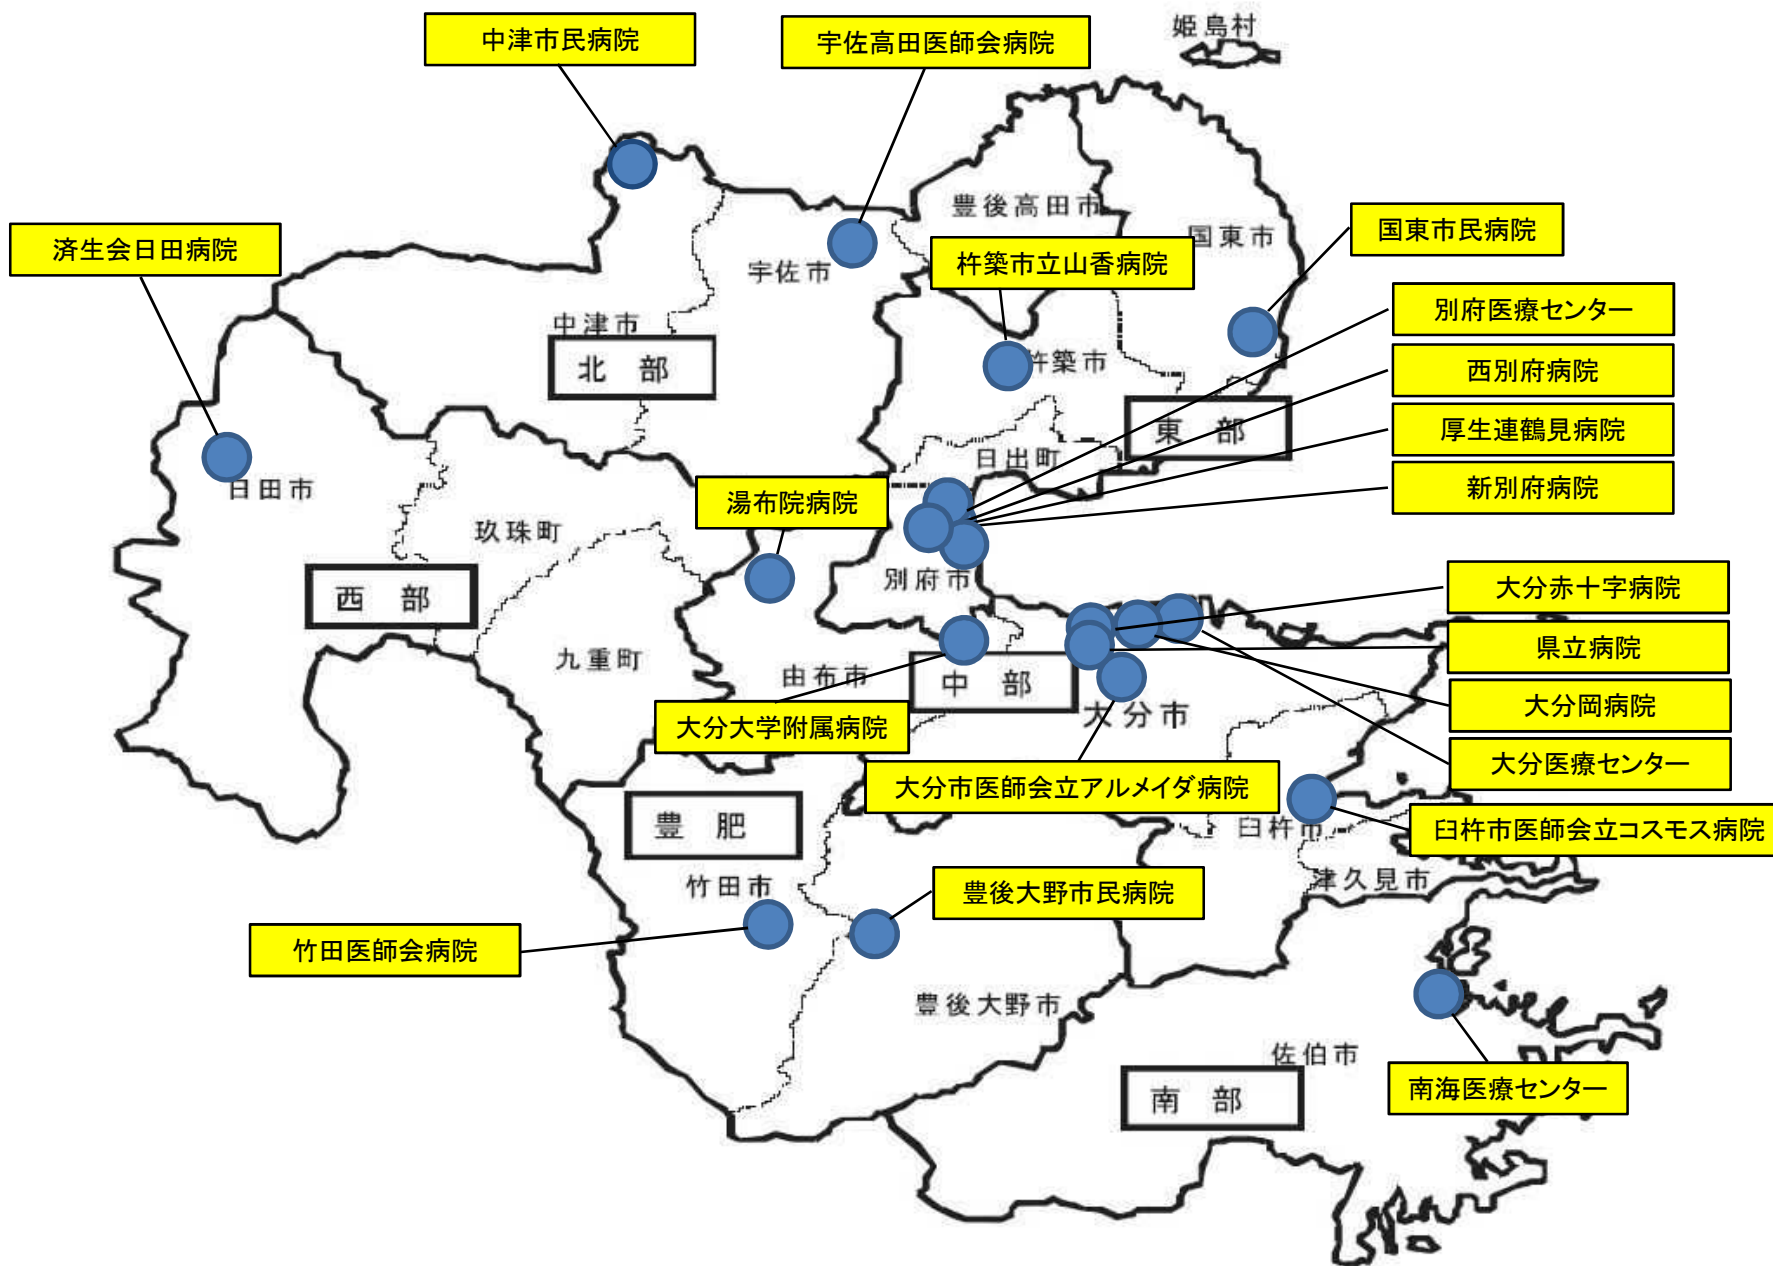 姫島村
中津市民病院
宇佐高田医師会病院
豊後高田市
国東市
国東市民病院
済生会日田病院
宇佐市
杵築市立山香病院
別府医療センター
中津市
北 部
杵築市
西別府病院
東 部
厚生連鶴見病院
日出町
日田市
新別府病院
湯布院病院
玖珠町
別府市
大分赤十字病院
西 部
九重町
由布市
中 部
県立病院
大分市
大分岡病院
大分大学附属病院
大分医療センター
大分市医師会立アルメイダ病院
豊 肥
臼杵市
臼杵市医師会立コスモス病院
竹田市
豊後大野市民病院
津久見市
竹田医師会病院
豊後大野市
佐伯市
南海医療センター
南 部